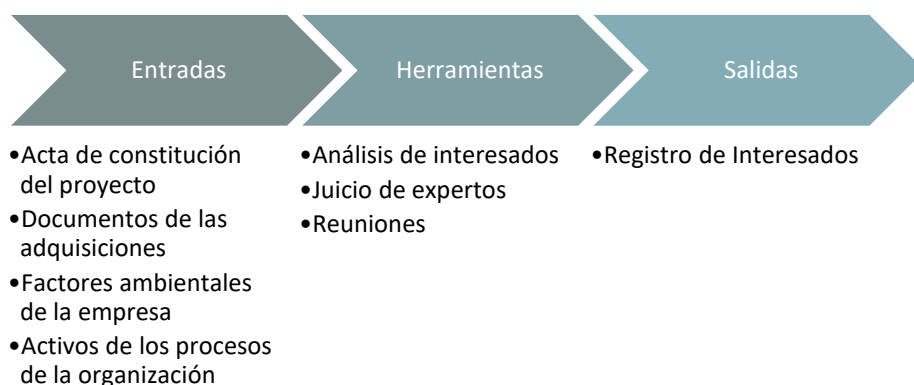 Entradas
Herramientas
Salidas
•Acta de constitución
del proyecto
•Documentos de las
adquisiciones
•Factores ambientales
de la empresa
•Activos de los procesos
de la organización
•Análisis de interesados
•Juicio de expertos
•Reuniones
•Registro de Interesados